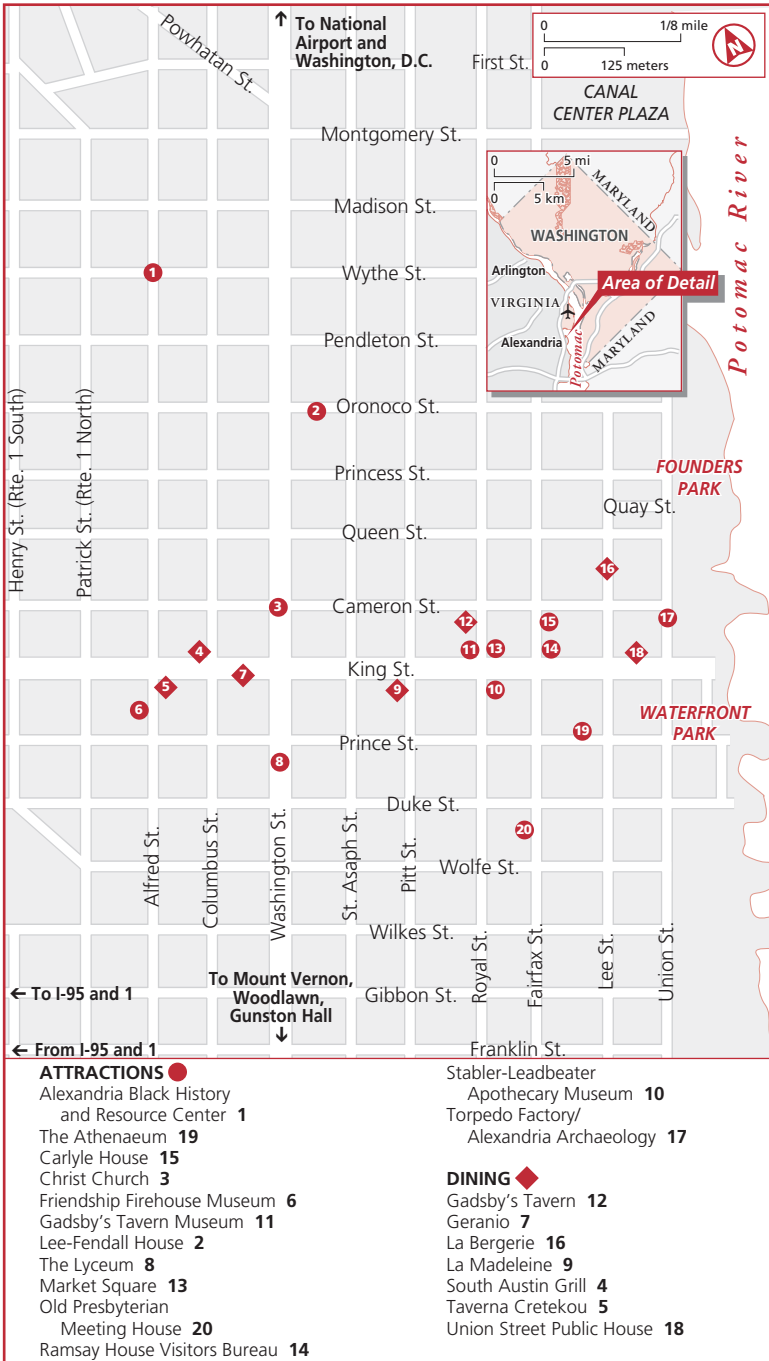 Powhatan St.
↑ To National
Airport and
Washington, D.C.
First St.
0 1/8 mile
0 125 meters
N
CANAL
CENTER PLAZA
Montgomery St.
Madison St.
Wythe St.
Pendleton St.
Oronoco St.
Princess St.
Queen St.
Quay St.
Cameron St.
King St.
Prince St.
Duke St.
Wolfe St.
Wilkes St.
Gibbon St.
Franklin St.
0 5 mi
0 5 km
MARYLAND
WASHINGTON
Arlington
Area of Detail
VIRGINIA
Alexandria
Potomac
MARYLAND
Potomac River
FOUNDERS
PARK
WATERFRONT
PARK
Henry St. (Rte. 1 South)
Patrick St. (Rte. 1 North)
Alfred St.
Columbus St.
Washington St.
St. Asaph St.
Pitt St.
Royal St.
Fairfax St.
Lee St.
Union St.
1
2
3
4
5
6
7
8
9
10
11
12
13
14
15
16
17
18
19
20
← To I-95 and 1
← From I-95 and 1
To Mount Vernon,
Woodlawn,
Gunston Hall
↓
ATTRACTIONS
Alexandria Black History
and Resource Center 1
The Athenaeum 19
Carlyle House 15
Christ Church 3
Friendship Firehouse Museum 6
Gadsby's Tavern Museum 11
Lee-Fendall House 2
The Lyceum 8
Market Square 13
Old Presbyterian
Meeting House 20
Ramsay House Visitors Bureau 14
Stabler-Leadbeater
Apothecary Museum 10
Torpedo Factory/
Alexandria Archaeology 17
DINING
Gadsby's Tavern 12
Geranio 7
La Bergerie 16
La Madeleine 9
South Austin Grill 4
Taverna Cretekou 5
Union Street Public House 18